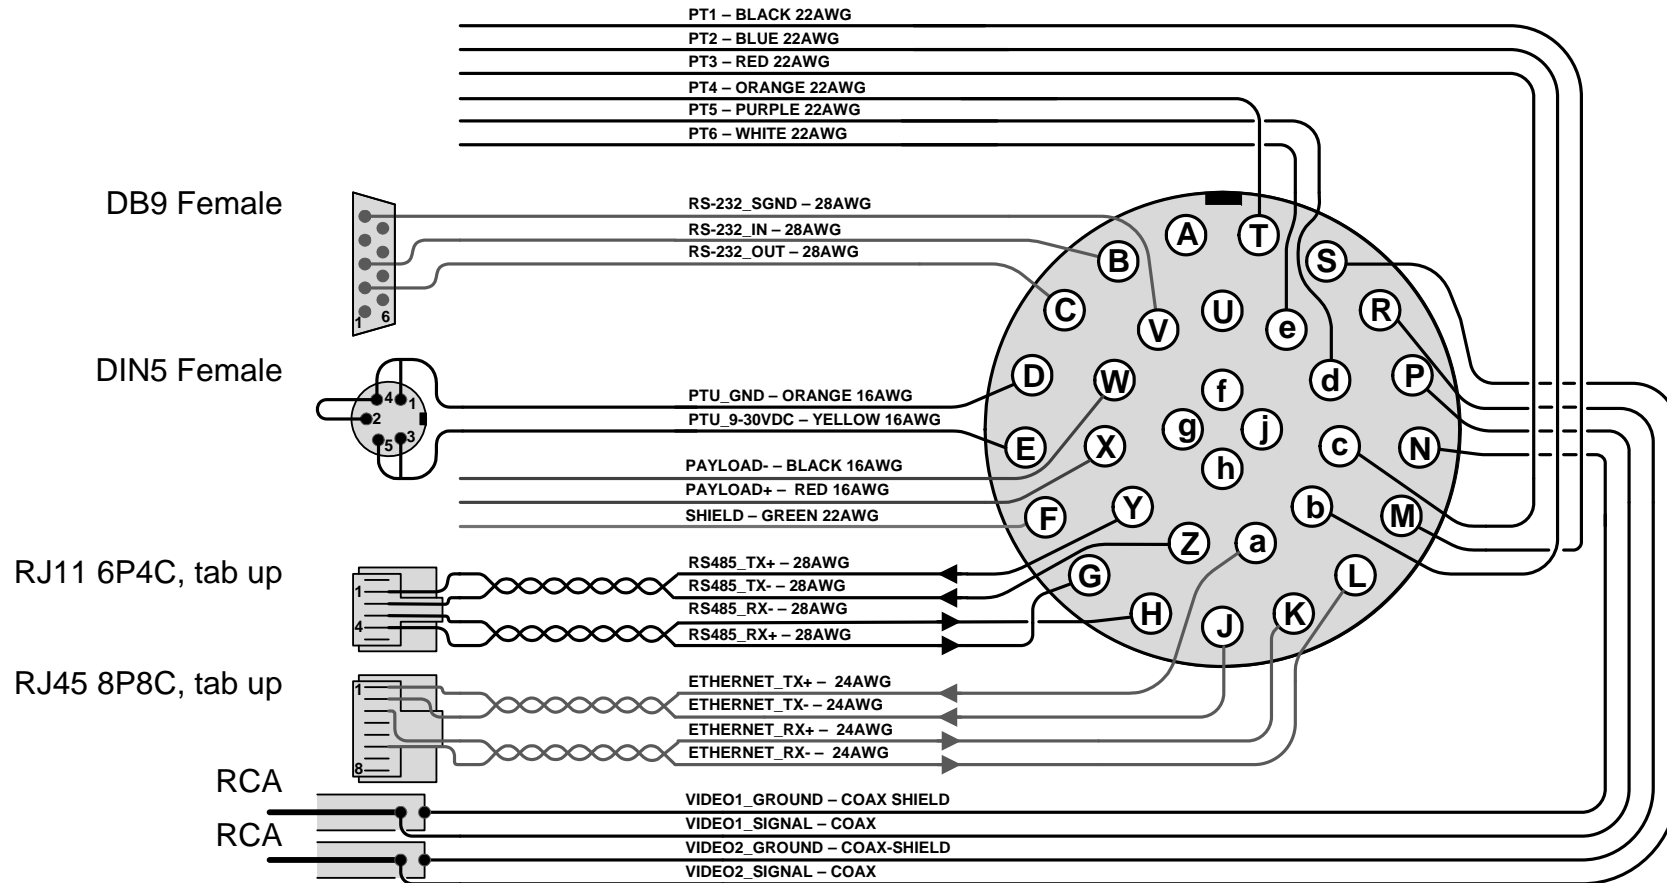 PT1 – BLACK 22AWG
PT2 – BLUE 22AWG
PT3 – RED 22AWG
PT4 – ORANGE 22AWG
PT5 – PURPLE 22AWG
PT6 – WHITE 22AWG
DB9 Female
1
6
RS-232_SGND – 28AWG
RS-232_IN – 28AWG
RS-232_OUT – 28AWG
DIN5 Female
4
1
2
5
3
PTU_GND – ORANGE 16AWG
PTU_9-30VDC – YELLOW 16AWG
PAYLOAD- – BLACK 16AWG
PAYLOAD+ – RED 16AWG
SHIELD – GREEN 22AWG
RJ11 6P4C, tab up
1
4
RS485_TX+ – 28AWG
RS485_TX- – 28AWG
RS485_RX- – 28AWG
RS485_RX+ – 28AWG
RJ45 8P8C, tab up
1
8
ETHERNET_TX+ – 24AWG
ETHERNET_TX- – 24AWG
ETHERNET_RX+ – 24AWG
ETHERNET_RX- – 24AWG
RCA
RCA
VIDEO1_GROUND – COAX SHIELD
VIDEO1_SIGNAL – COAX
VIDEO2_GROUND – COAX-SHIELD
VIDEO2_SIGNAL – COAX
A
T
B
S
C
U
R
V
e
D
W
f
d
P
g
j
E
X
h
c
N
F
Y
b
M
Z
a
G
L
H
J
K